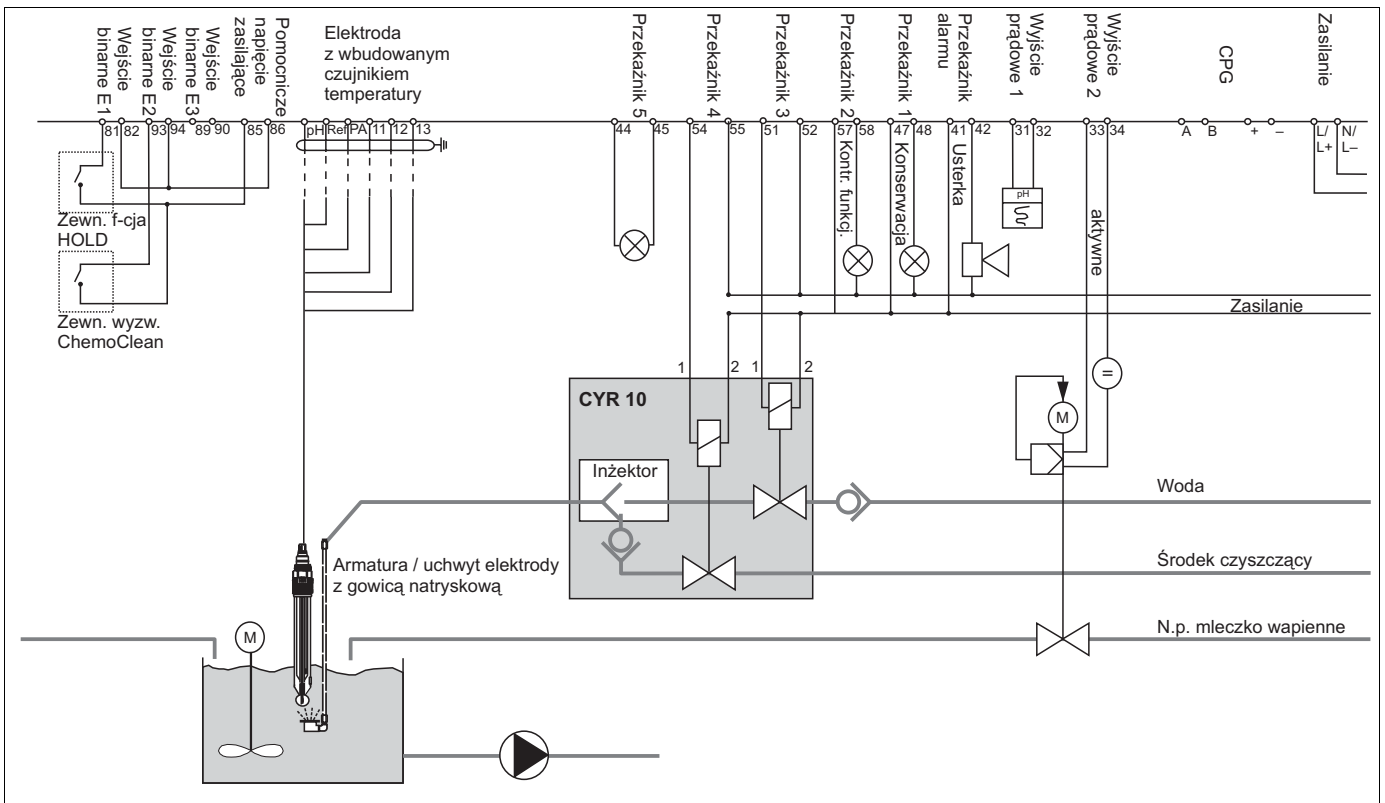 Wejście
binarne E1
Wejście
binarne E2
Wejście
binarne E3
Pomocnicze
napięcie
zasilające
Elektroda
z wbudowanym
czujnikiem
temperatury
Przekaźnik 5
Przekaźnik 4
Przekaźnik 3
Przekaźnik 2
Przekaźnik 1
Przekaźnik
alarmu
Wyjście
prądowe 1
Wyjście
prądowe 2
CPG
Zasilanie
81 82 93 94 89 90 85 86 pH Ref PA 11 12 13 44 45 54 55 51 52 57 58 47 48 41 42 31 32 33 34 A B + – L/ N/
L+ L–
Kontr. funkcj.
Konserwacja
Usterka
pH
aktywne
Zewn. f-cja
HOLD
Zewn. wyzw.
ChemoClean
Zasilanie
1 2 1 2
=
CYR 10
M
Inżektor
Woda
Armatura / uchwyt elektrody
z gowicą natryskową
Środek czyszczący
N.p. mleczko wapienne
M